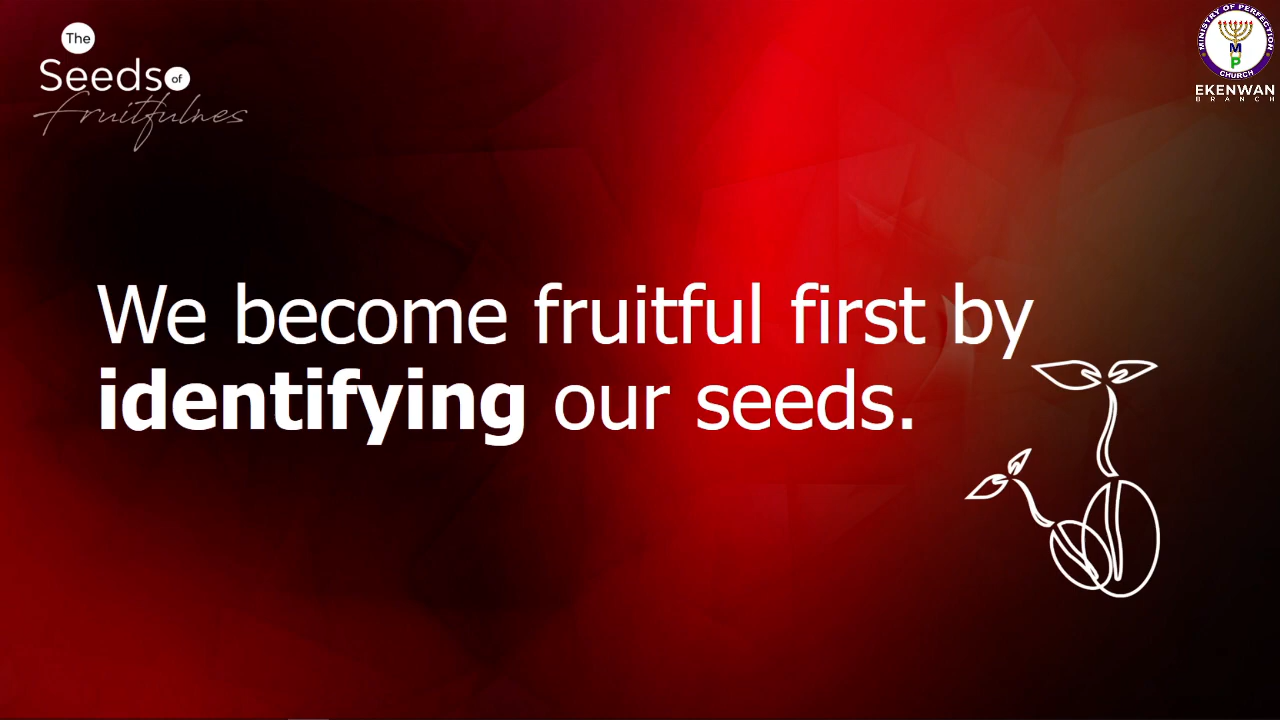 The
Seeds of
fruitfulnes
MINISTRY OF PERFECTION
M
P
CHURCH
EKENWAN
BRANCH
We become fruitful first by
identifying our seeds.